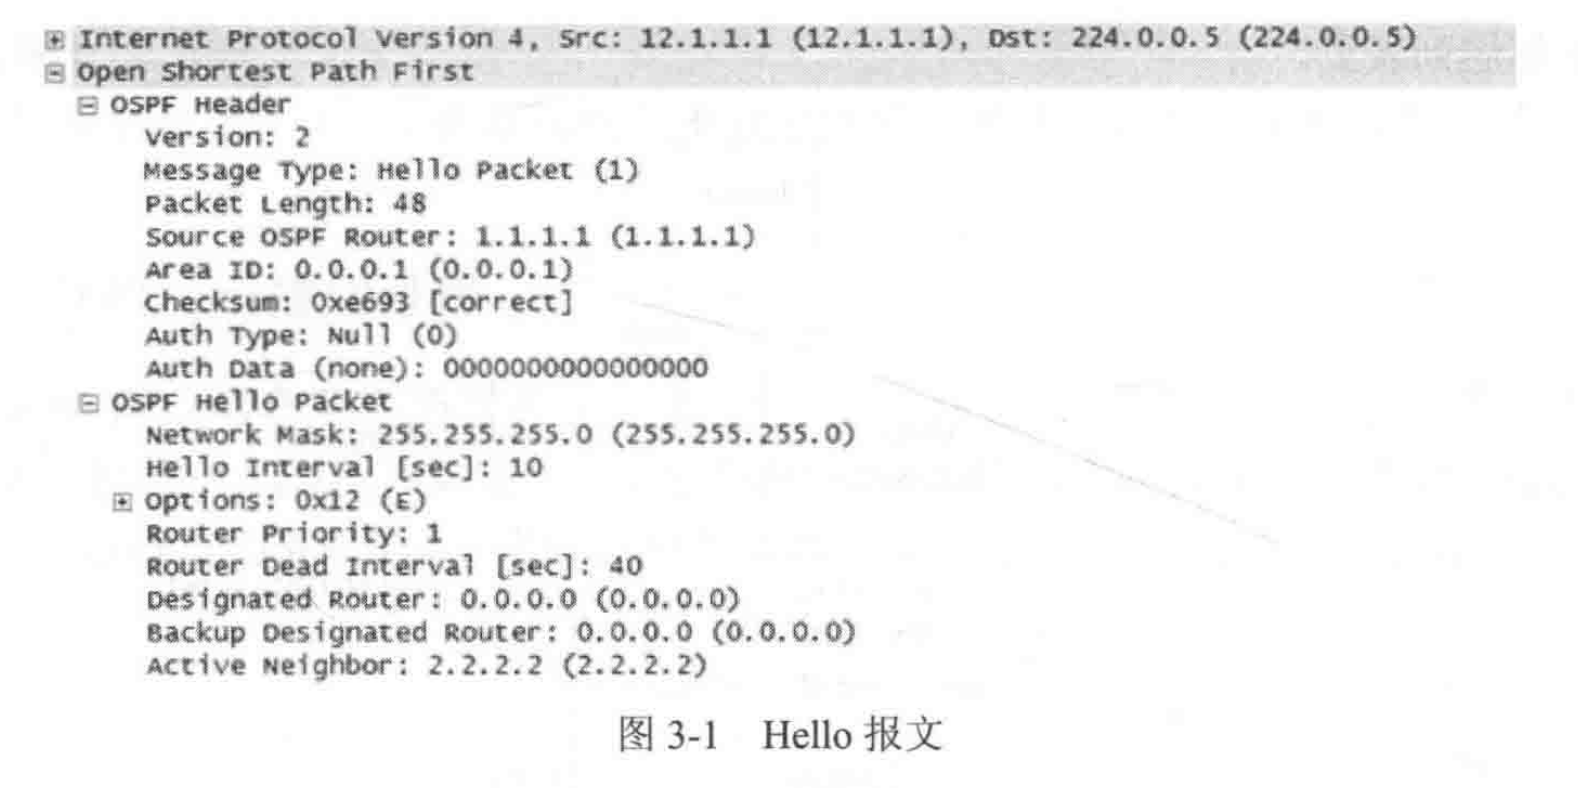 Internet Protocol Version 4, Src: 12.1.1.1 (12.1.1.1), Dst: 224.0.0.5 (224.0.0.5)
Open Shortest Path First
OSPF Header
Version: 2
Message Type: Hello Packet (1)
Packet Length: 48
Source OSPF Router: 1.1.1.1 (1.1.1.1)
Area ID: 0.0.0.1 (0.0.0.1)
Checksum: 0xe693 [correct]
Auth Type: Null (0)
Auth Data (none): 0000000000000000
OSPF Hello Packet
Network Mask: 255.255.255.0 (255.255.255.0)
Hello Interval [sec]: 10
Options: 0x12 (E)
Router Priority: 1
Router Dead Interval [sec]: 40
Designated Router: 0.0.0.0 (0.0.0.0)
Backup Designated Router: 0.0.0.0 (0.0.0.0)
Active Neighbor: 2.2.2.2 (2.2.2.2)
图 3-1 Hello 报文